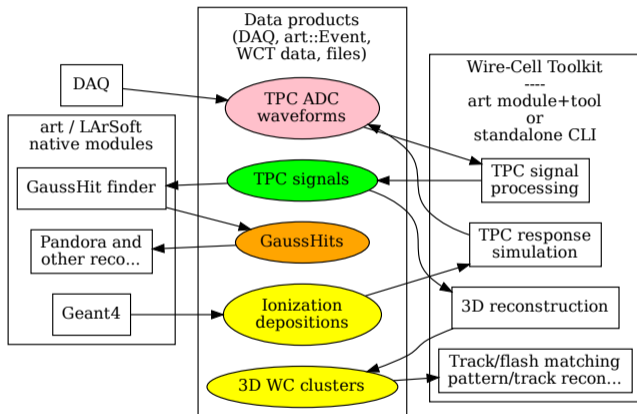 Data products
(DAQ, art::Event,
WCT data, files)
DAQ
art / LArSoft
native modules
GaussHit finder
Pandora and
other reco...
Geant4
TPC ADC
waveforms
TPC signals
GaussHits
Ionization
depositions
3D WC clusters
Wire-Cell Toolkit
----
art module+tool
or
standalone CLI
TPC signal
processing
TPC response
simulation
3D reconstruction
Track/flash matching
pattern/track recon...